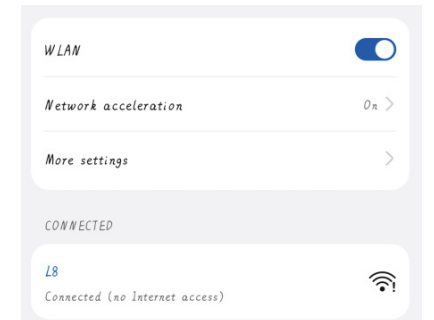 WLAN
Network acceleration On
More settings
CONNECTED
L8
Connected (no Internet access)